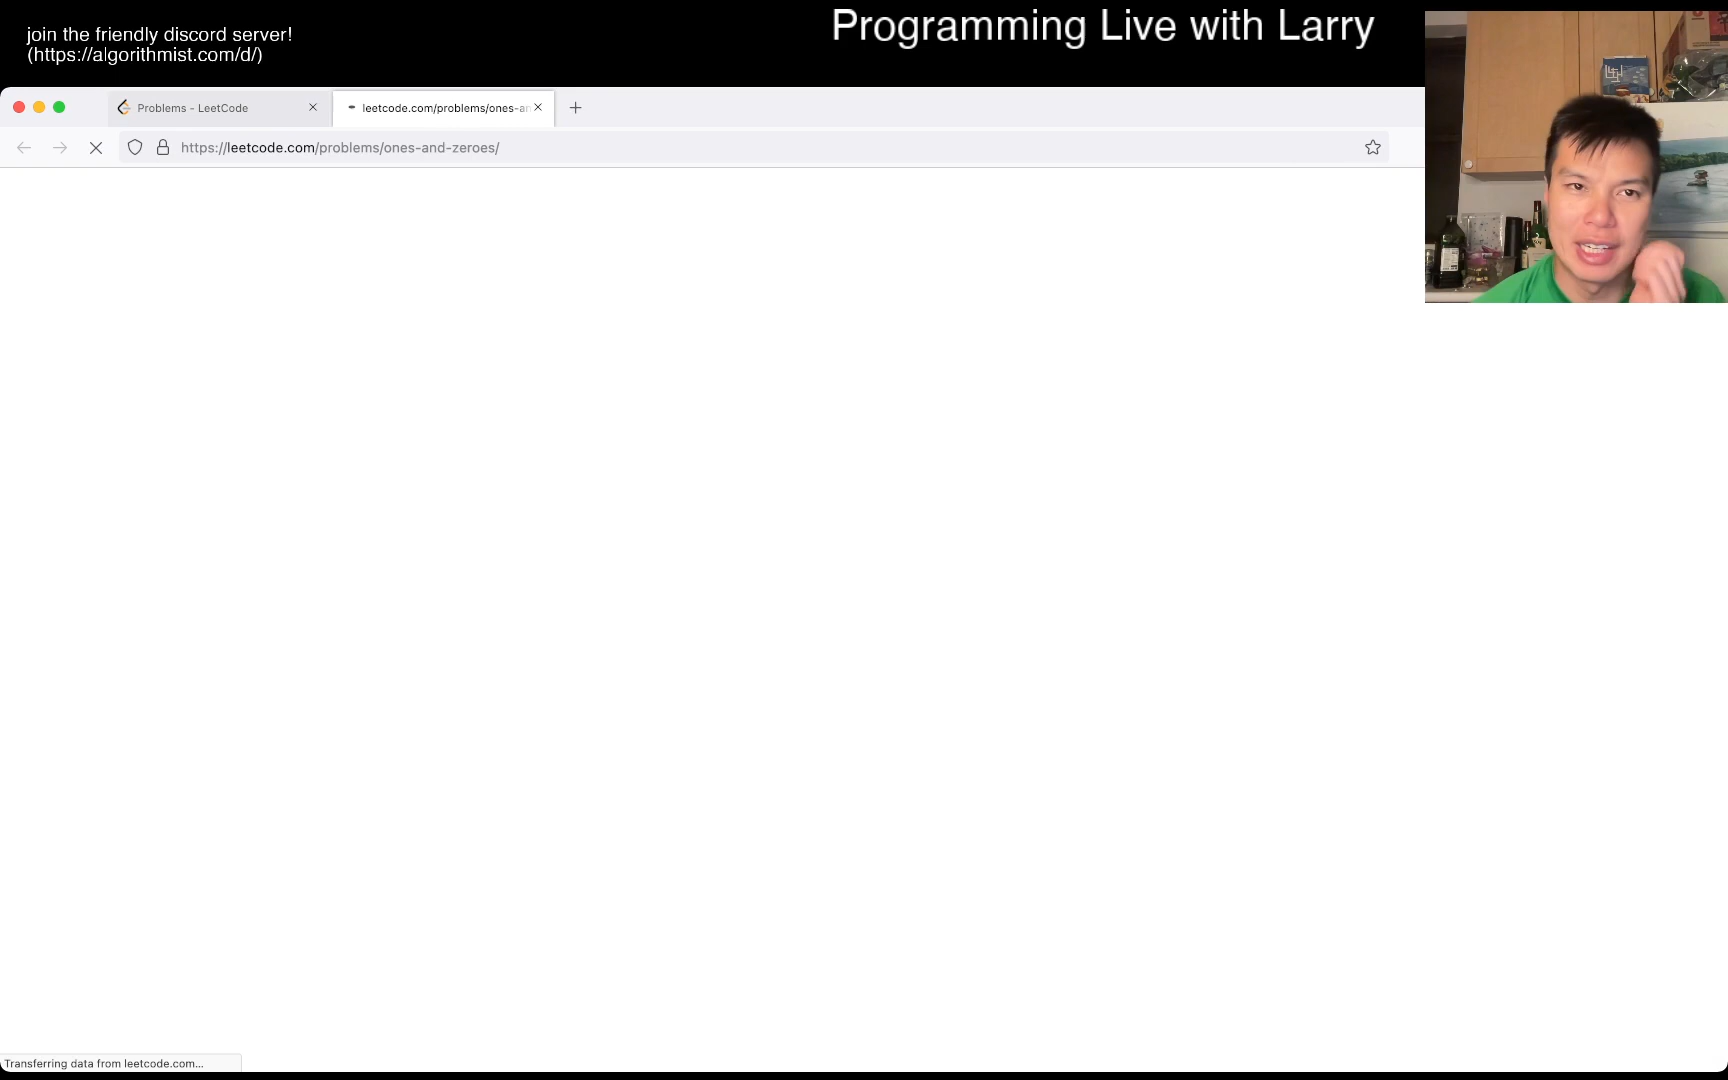 join the friendly discord server!
(https://algorithmist.com/d/)
Programming Live with Larry
Problems - LeetCode
leetcode.com/problems/ones-an
https://leetcode.com/problems/ones-and-zeroes/
Transferring data from leetcode.com...